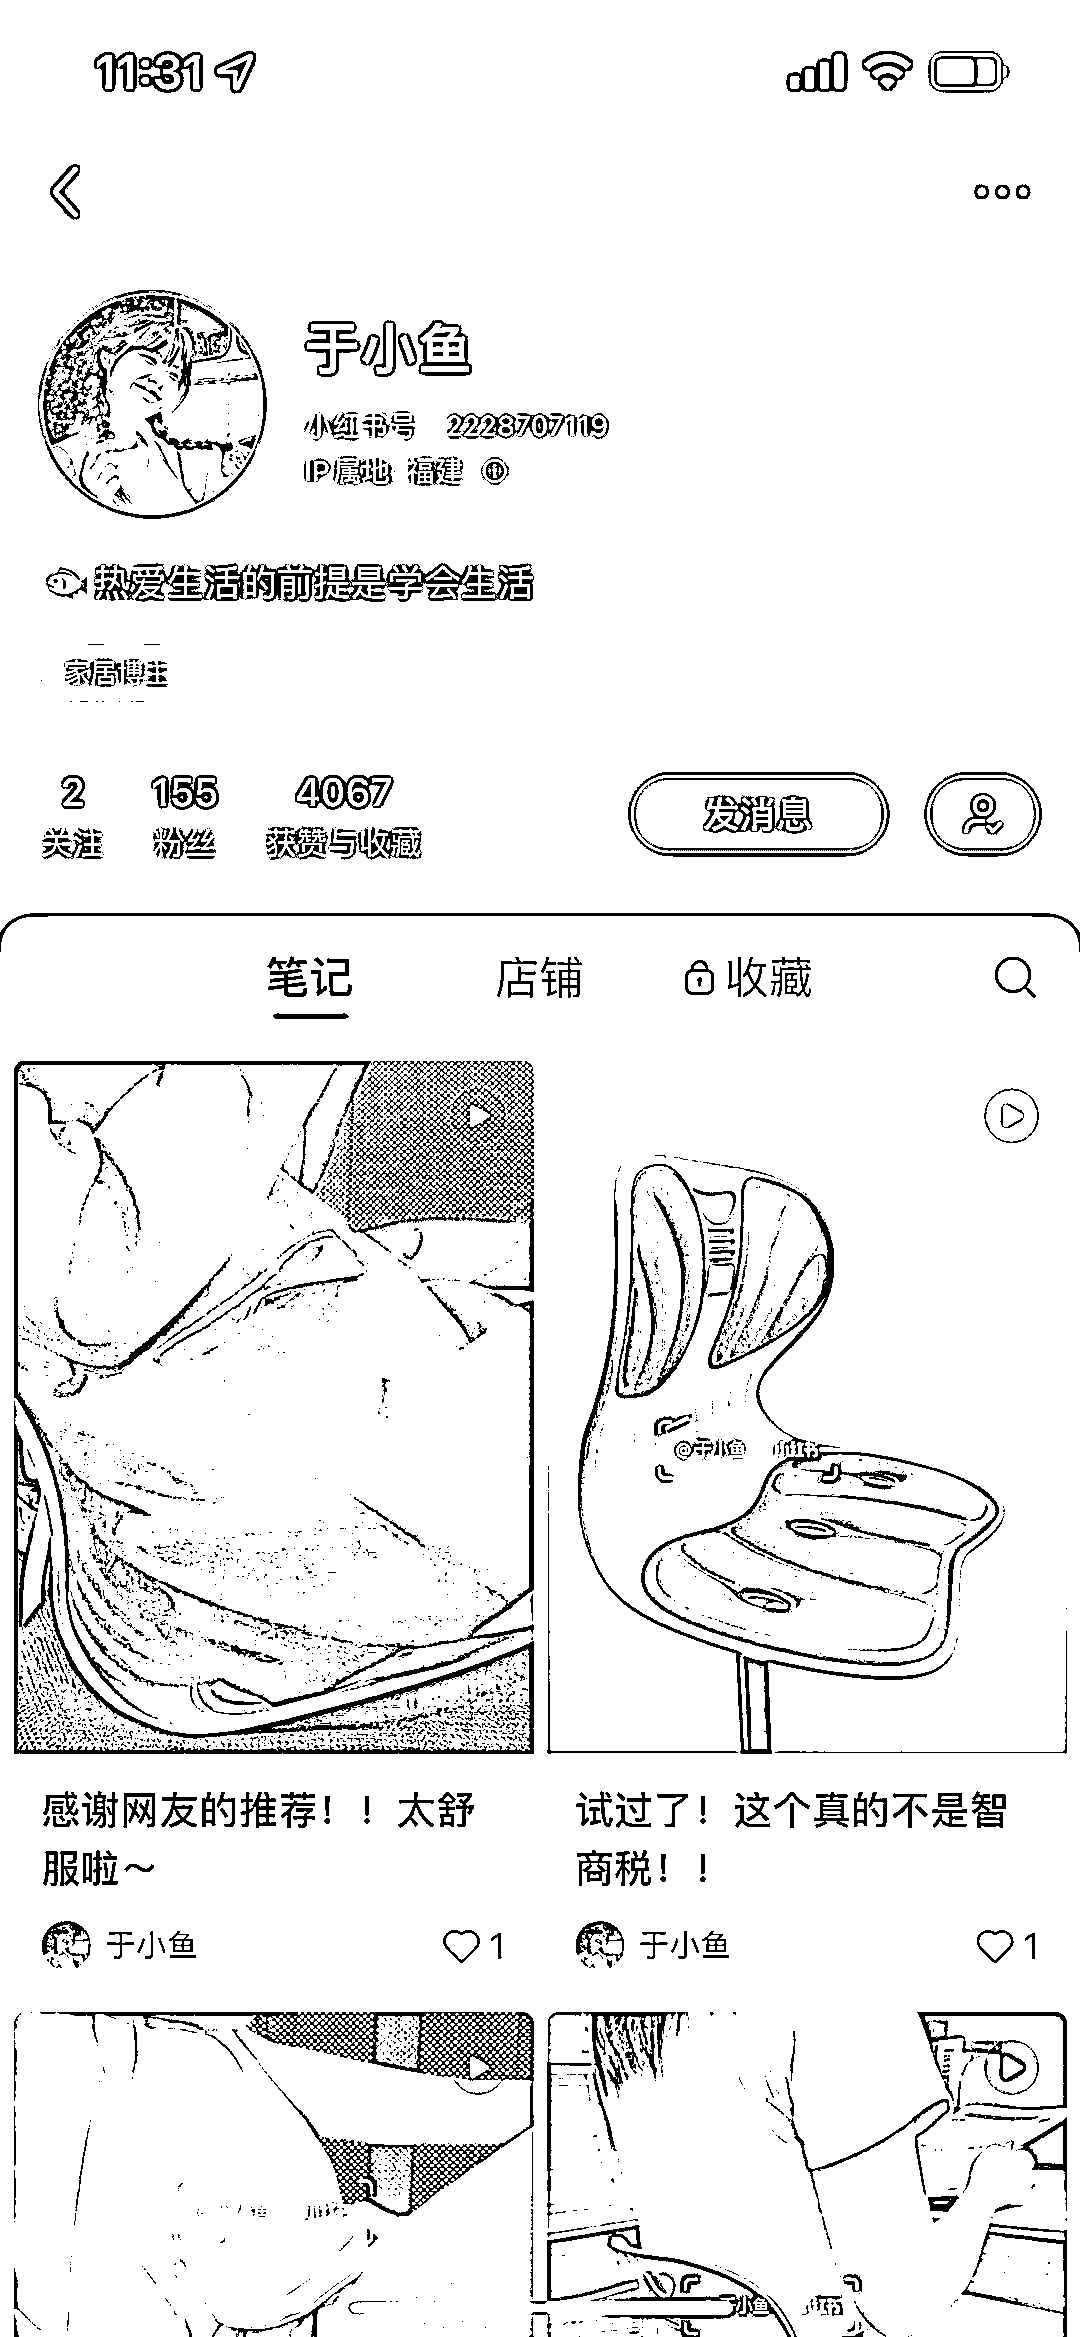 11:31
于小鱼
小红书号 2228707119
IP属地 福建
热爱生活的前提是学会生活
家居博主
2 155 4067
关注 粉丝 获赞与收藏
发消息
笔记 店铺 收藏
@于小鱼 小红书
感谢网友的推荐！！太舒
服啦～
于小鱼 1
试过了！这个真的不是智
商税！！
于小鱼 1